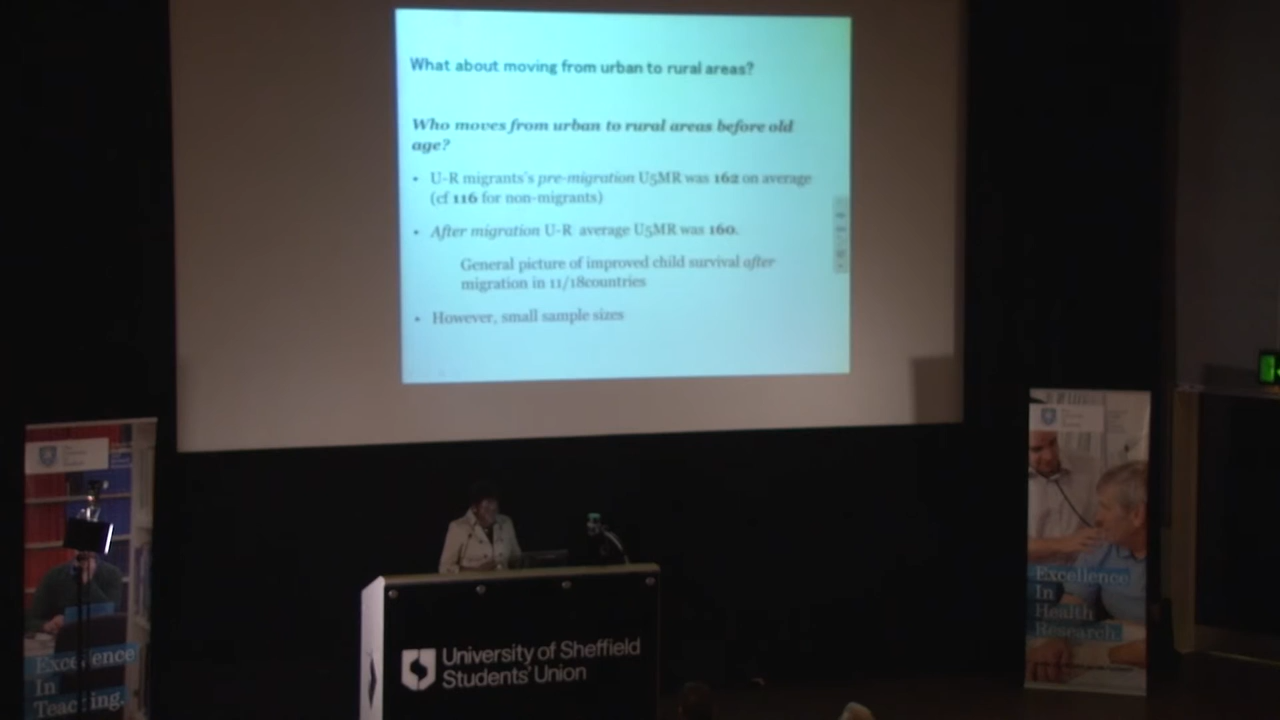 What about moving from urban to rural areas?
Who moves from urban to rural areas before old
age?
• U-R migrants's pre-migration U5MR was 162 on average
(cf 116 for non-migrants)
• After migration U-R average U5MR was 160.
General picture of improved child survival after
migration in 11/18countries
• However, small sample sizes
University of Sheffield
Students' Union
Excellence
In
Teaching.
Excellence
In
Health
Research